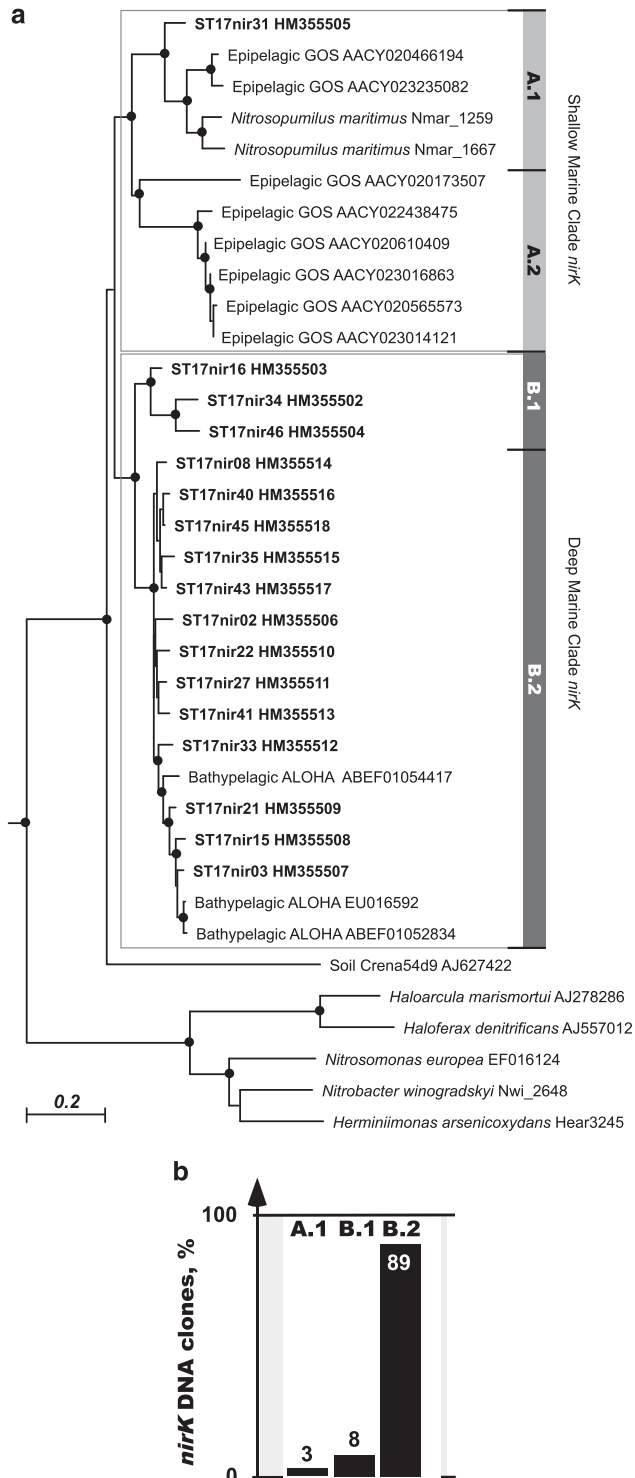 a
ST17nir31 HM355505
Epipelagic GOS AACY020466194
Epipelagic GOS AACY023235082
Nitrosopumilus maritimus Nmar_1259
Nitrosopumilus maritimus Nmar_1667
A.1
Epipelagic GOS AACY020173507
Epipelagic GOS AACY022438475
Epipelagic GOS AACY020610409
Epipelagic GOS AACY023016863
Epipelagic GOS AACY020565573
Epipelagic GOS AACY023014121
A.2
Shallow Marine Clade nirK
ST17nir16 HM355503
ST17nir34 HM355502
ST17nir46 HM355504
B.1
ST17nir08 HM355514
ST17nir40 HM355516
ST17nir45 HM355518
ST17nir35 HM355515
ST17nir43 HM355517
ST17nir02 HM355506
ST17nir22 HM355510
ST17nir27 HM355511
ST17nir41 HM355513
ST17nir33 HM355512
Bathypelagic ALOHA ABEF01054417
ST17nir21 HM355509
ST17nir15 HM355508
ST17nir03 HM355507
Bathypelagic ALOHA EU016592
Bathypelagic ALOHA ABEF01052834
B.2
Deep Marine Clade nirK
Soil Crena54d9 AJ627422
Haloarcula marismortui AJ278286
Haloferax denitrificans AJ557012
Nitrosomonas europea EF016124
Nitrobacter winogradskyi Nwi_2648
Herminiimonas arsenicoxydans Hear3245
0.2
b
100
A.1 B.1 B.2
89
nirK DNA clones, %
8
3
0